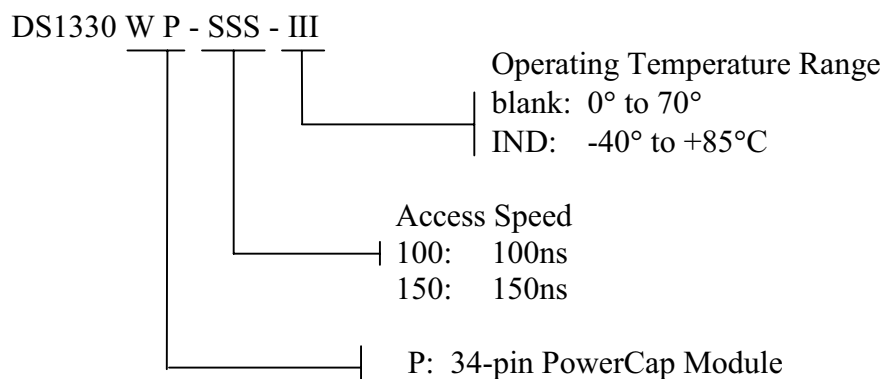 DS1330 W P - SSS - III
Operating Temperature Range
blank: 0° to 70°
IND: -40° to +85°C
Access Speed
100: 100ns
150: 150ns
P: 34-pin PowerCap Module